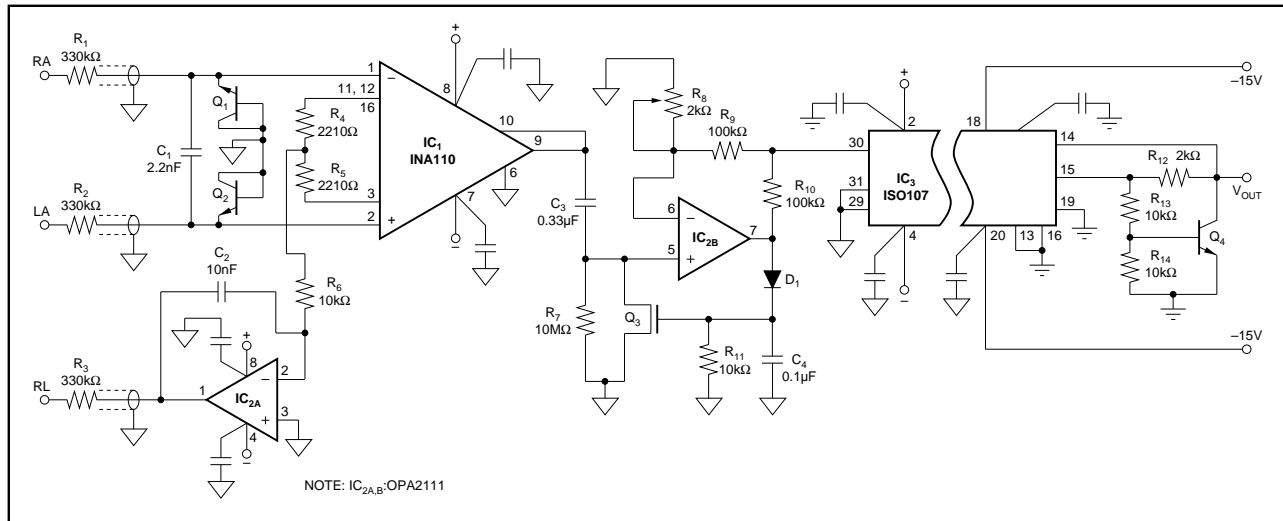 RA
R1
330kΩ
C1
2.2nF
Q1
Q2
LA
R2
330kΩ
1
–
11, 12
16
R4
2210Ω
R5
2210Ω
3
2
+
IC1
INA110
+
8
10
9
6
7
–
C2
10nF
R6
10kΩ
RL
R3
330kΩ
+
8
1
IC2A
–
2
+
3
4
–
C3
0.33µF
R7
10MΩ
Q3
R8
2kΩ
R9
100kΩ
R10
100kΩ
6
–
5
+
IC2B
7
D1
R11
10kΩ
C4
0.1µF
+
2
30
31
29
IC3
ISO107
4
–
18
14
15
19
20
13
16
–15V
R12 2kΩ
R13
10kΩ
R14
10kΩ
Q4
VOUT
–15V
NOTE: IC2A,B:OPA2111